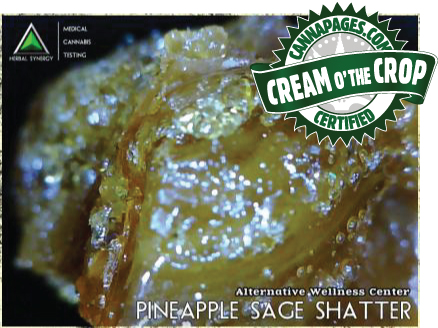 MEDICAL
CANNABIS
TESTING
HERBAL SYNERGY
CANNAPAGES.COM
CREAM O'THE CROP
CERTIFIED
Alternative Wellness Center
PINEAPPLE SAGE SHATTER